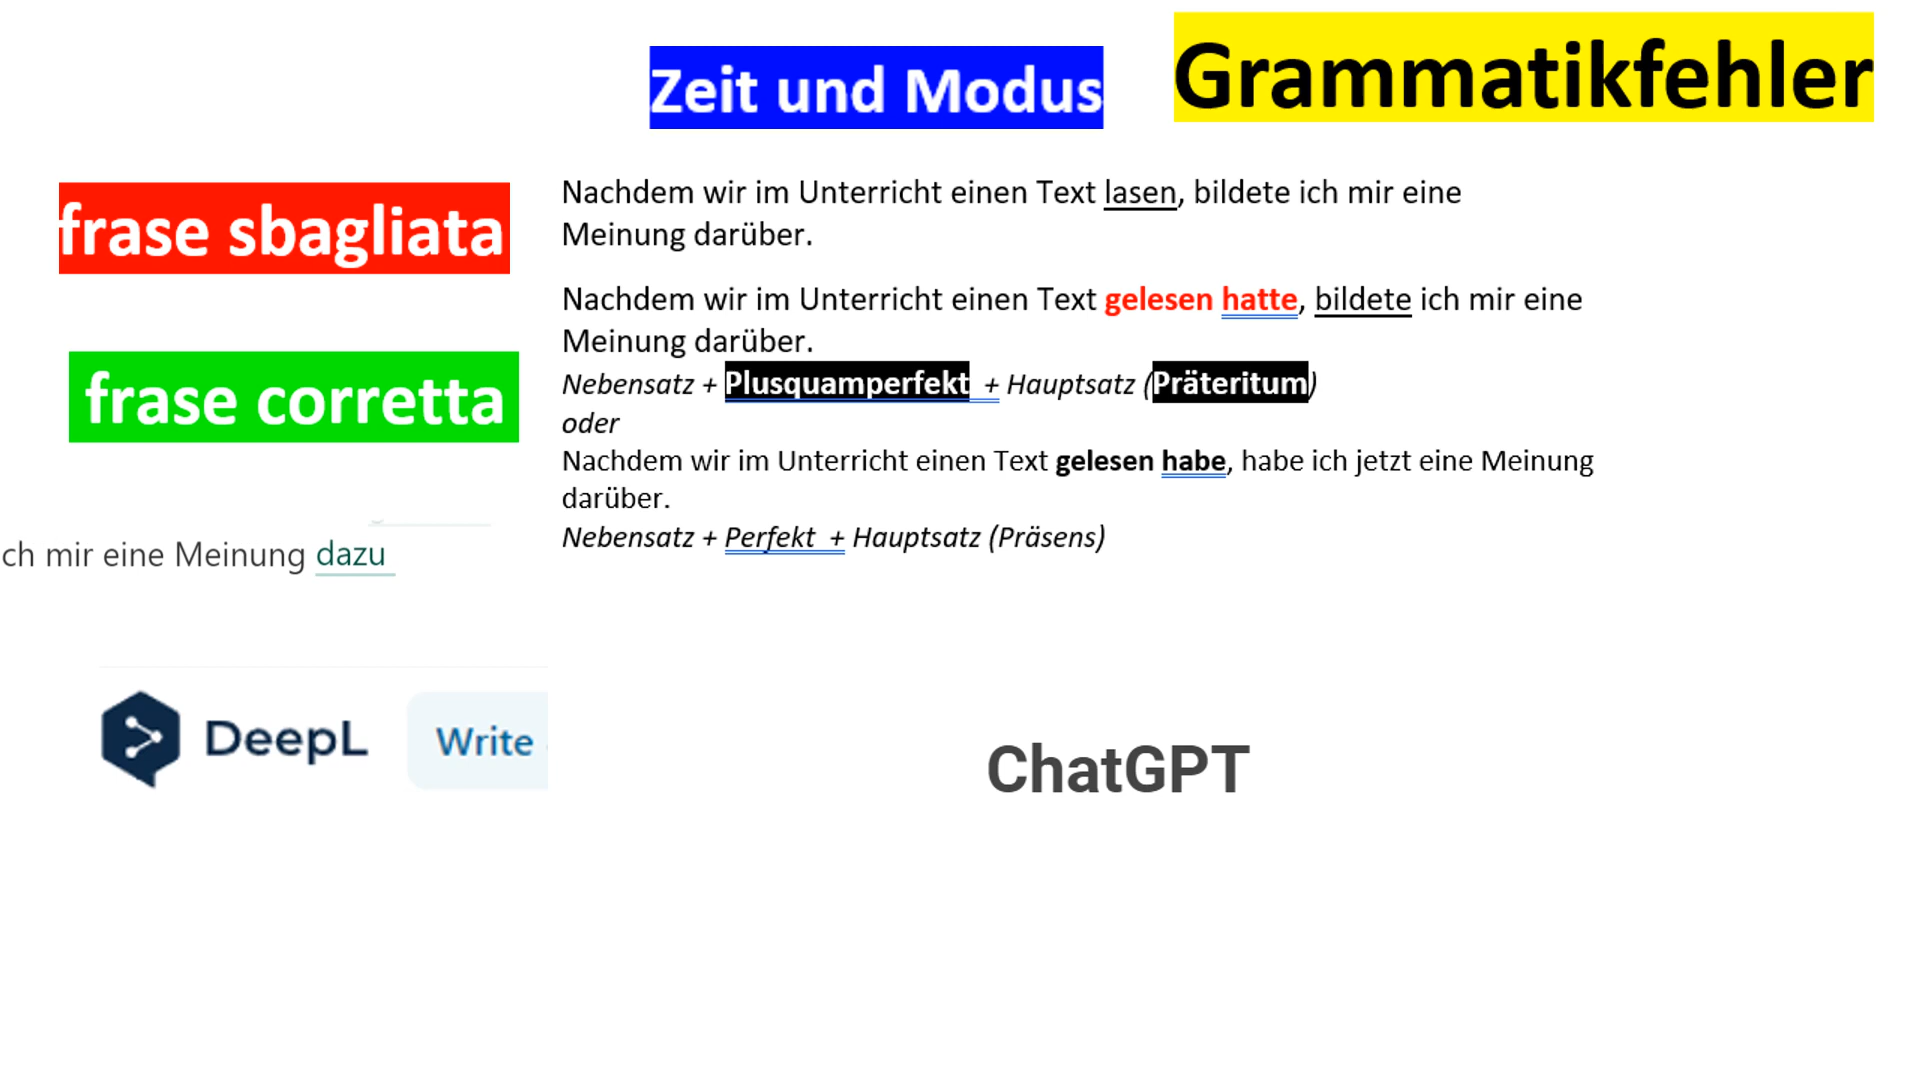 Zeit und Modus
Grammatikfehler
frase sbagliata
Nachdem wir im Unterricht einen Text lasen, bildete ich mir eine
Meinung darüber.
frase corretta
Nachdem wir im Unterricht einen Text gelesen hatte, bildete ich mir eine
Meinung darüber.
Nebensatz + Plusquamperfekt + Hauptsatz (Präteritum)
oder
Nachdem wir im Unterricht einen Text gelesen habe, habe ich jetzt eine Meinung
darüber.
Nebensatz + Perfekt + Hauptsatz (Präsens)
ch mir eine Meinung dazu
DeepL
Write
ChatGPT